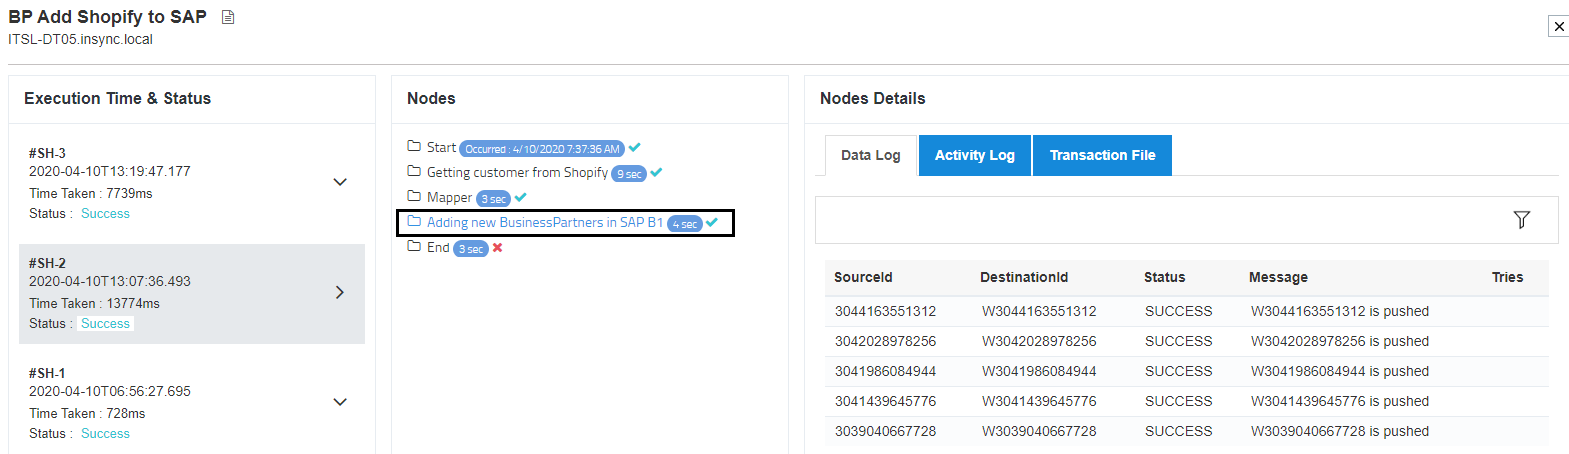 BP Add Shopify to SAP
ITSL-DT05.insync.local
Execution Time & Status
#SH-3
2020-04-10T13:19:47.177
Time Taken : 7739ms
Status : Success
#SH-2
2020-04-10T13:07:36.493
Time Taken : 13774ms
Status : Success
#SH-1
2020-04-10T06:56:27.695
Time Taken : 728ms
Status : Success
Nodes
Start Occurred : 4/10/2020 7:37:36 AM
Getting customer from Shopify 9 sec
Mapper 3 sec
Adding new BusinessPartners in SAP B1 4 sec
End 3 sec
Nodes Details
Data Log Activity Log Transaction File
SourceId DestinationId Status Message Tries
3044163551312 W3044163551312 SUCCESS W3044163551312 is pushed
3042028978256 W3042028978256 SUCCESS W3042028978256 is pushed
3041986084944 W3041986084944 SUCCESS W3041986084944 is pushed
3041439645776 W3041439645776 SUCCESS W3041439645776 is pushed
3039040667728 W3039040667728 SUCCESS W3039040667728 is pushed